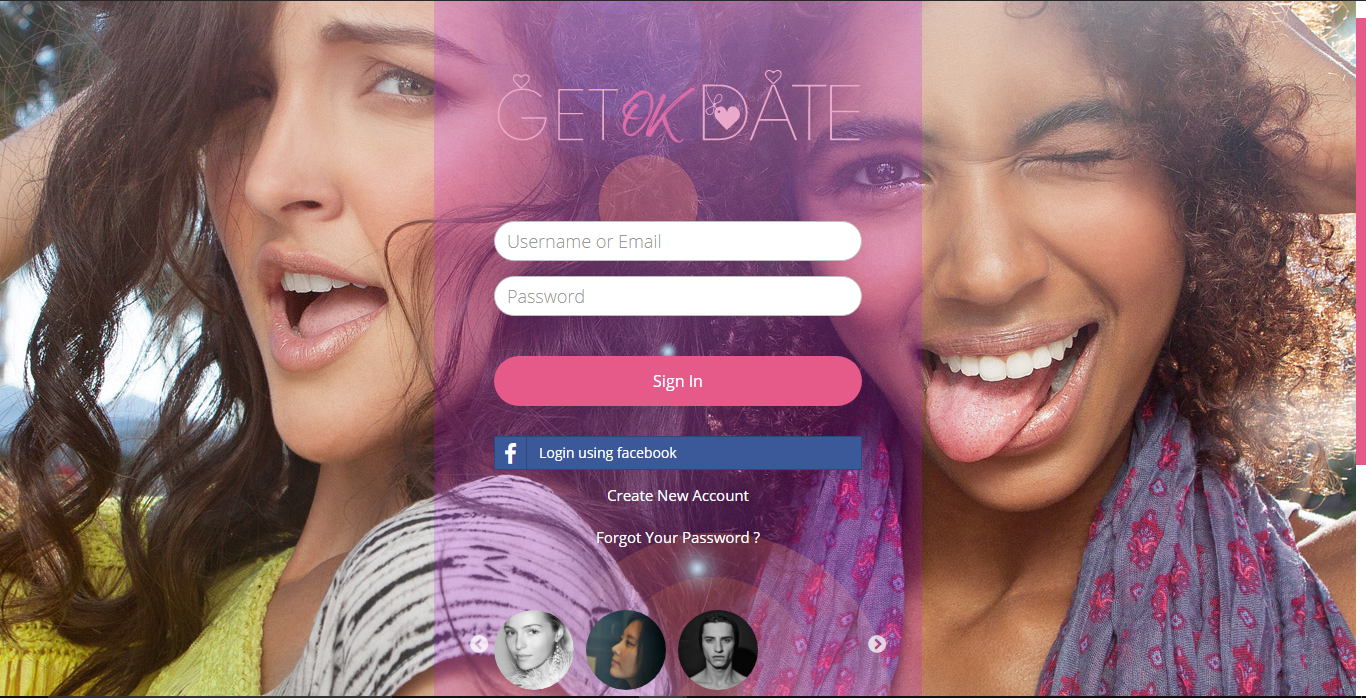 GET OK DATE
Username or Email
Password
Sign In
f Login using facebook
Create New Account
Forgot Your Password ?